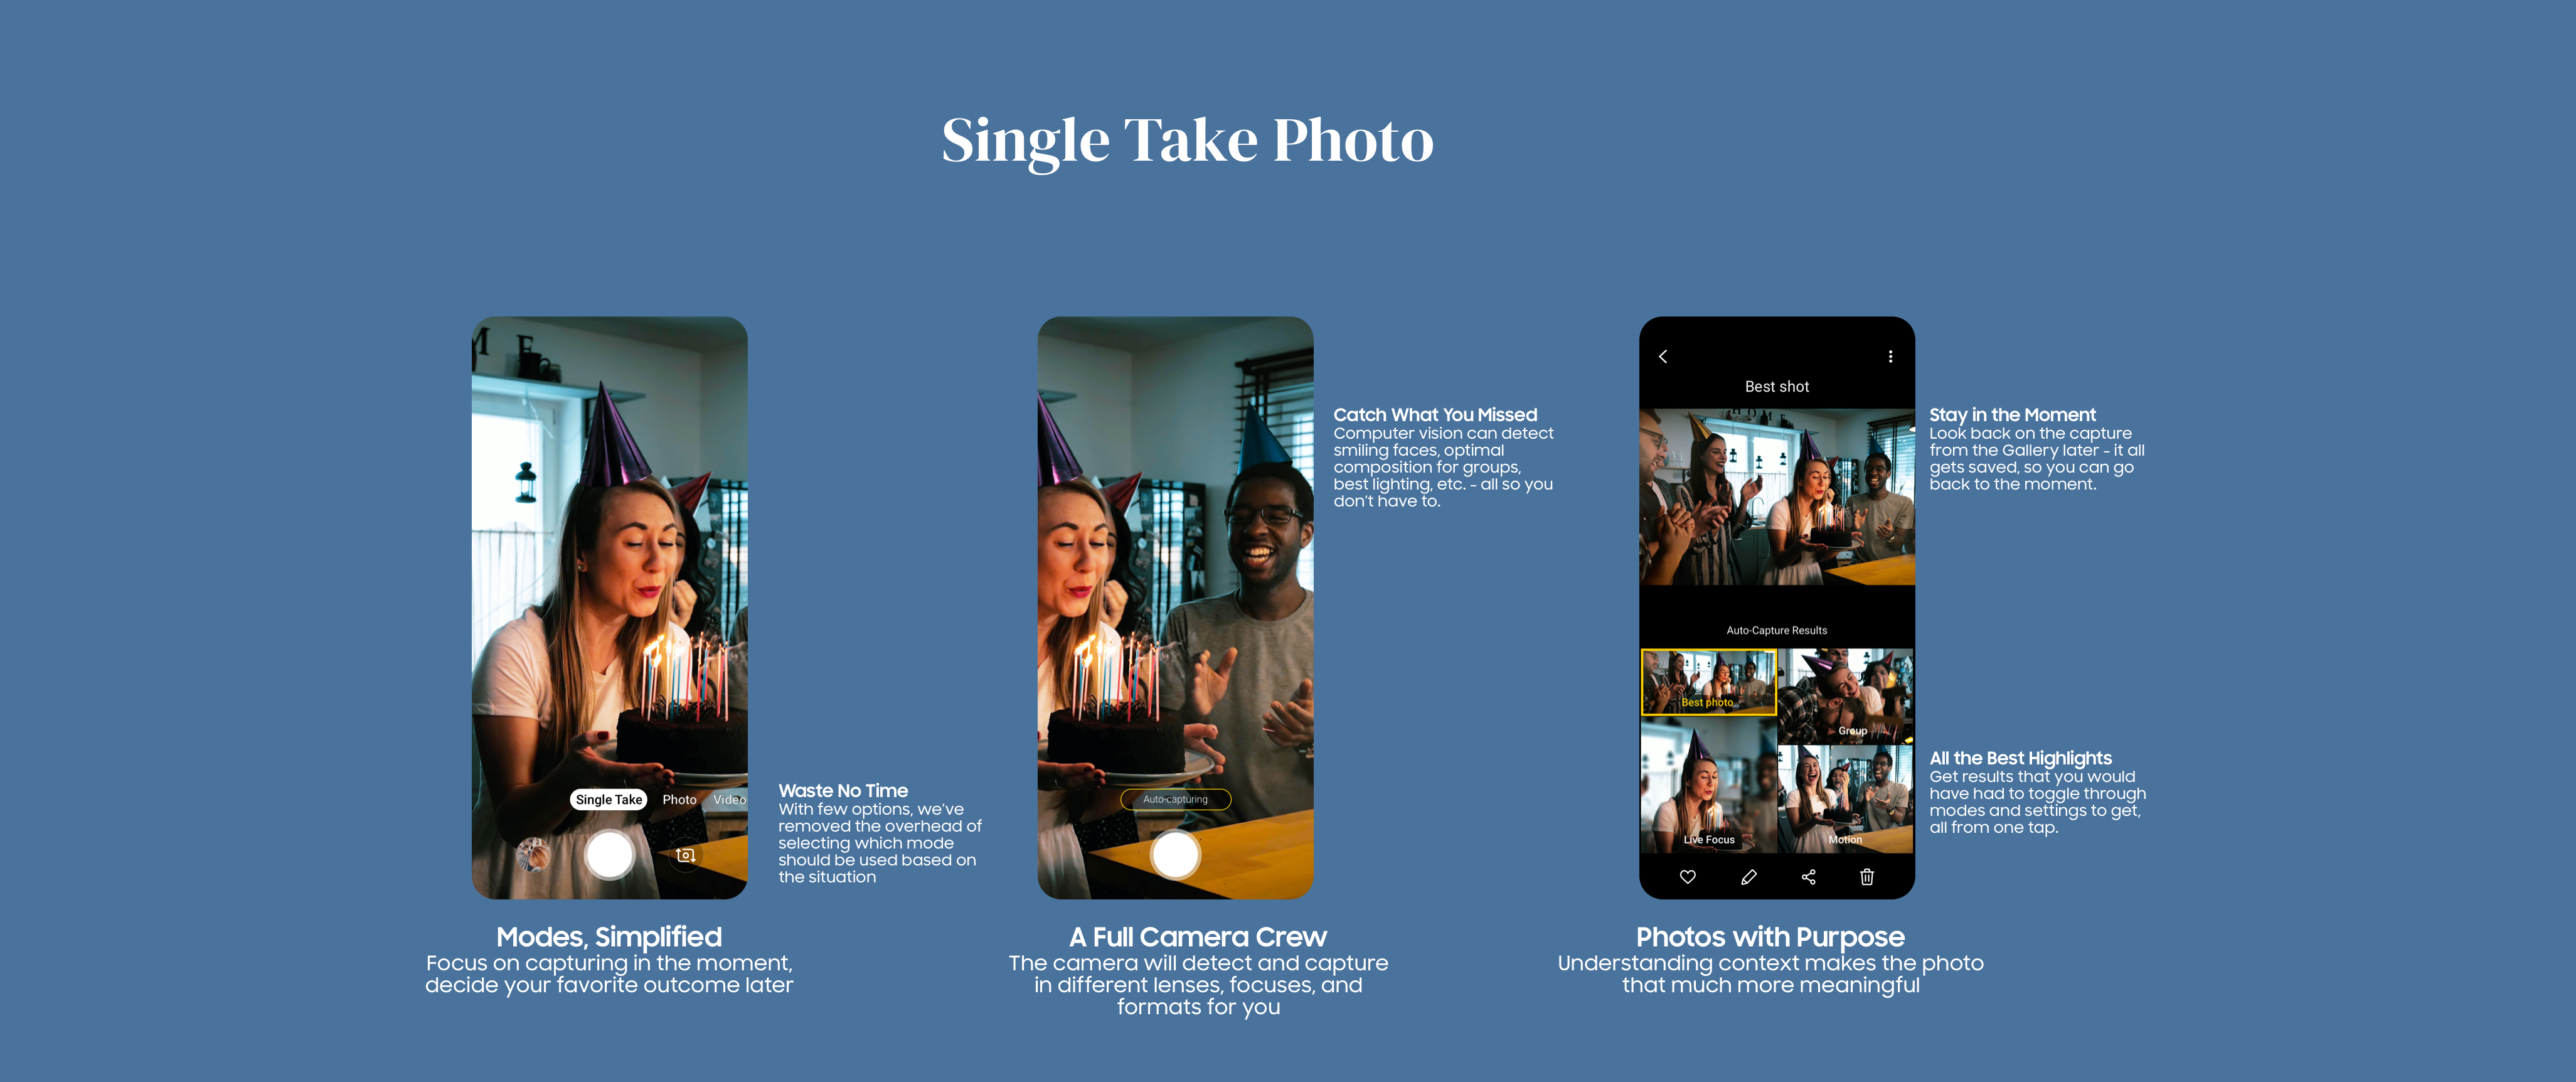 Single Take Photo
M E
Single Take Photo Video
Waste No Time
With few options, we've
removed the overhead of
selecting which mode
should be used based on
the situation
Modes, Simplified
Focus on capturing in the moment,
decide your favorite outcome later
Auto-capturing
Catch What You Missed
Computer vision can detect
smiling faces, optimal
composition for groups,
best lighting, etc. - all so you
don't have to.
A Full Camera Crew
The camera will detect and capture
in different lenses, focuses, and
formats for you
Best shot
HOME
Auto-Capture Results
Best photo
Group
Live Focus
Motion
Stay in the Moment
Look back on the capture
from the Gallery later - it all
gets saved, so you can go
back to the moment.
All the Best Highlights
Get results that you would
have had to toggle through
modes and settings to get,
all from one tap.
Photos with Purpose
Understanding context makes the photo
that much more meaningful